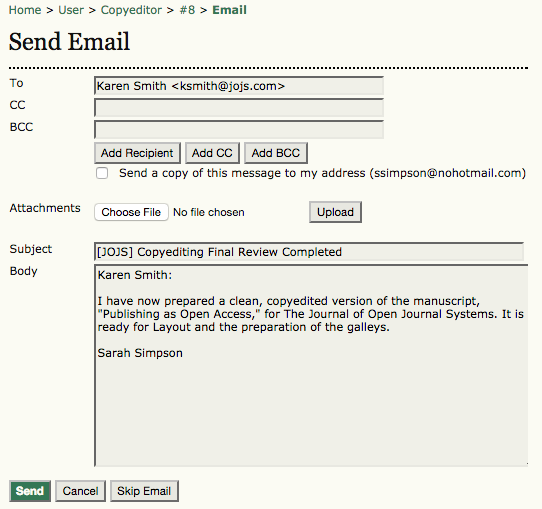 Home > User > Copyeditor > #8 > Email
Send Email
To
Karen Smith <ksmith@jojs.com>
CC
BCC
Add Recipient Add CC Add BCC
Send a copy of this message to my address (ssimpson@nohotmail.com)
Attachments
Choose File No file chosen Upload
Subject
[JOJS] Copyediting Final Review Completed
Body
Karen Smith:
I have now prepared a clean, copyedited version of the manuscript,
"Publishing as Open Access," for The Journal of Open Journal Systems. It is
ready for Layout and the preparation of the galleys.
Sarah Simpson
Send Cancel Skip Email